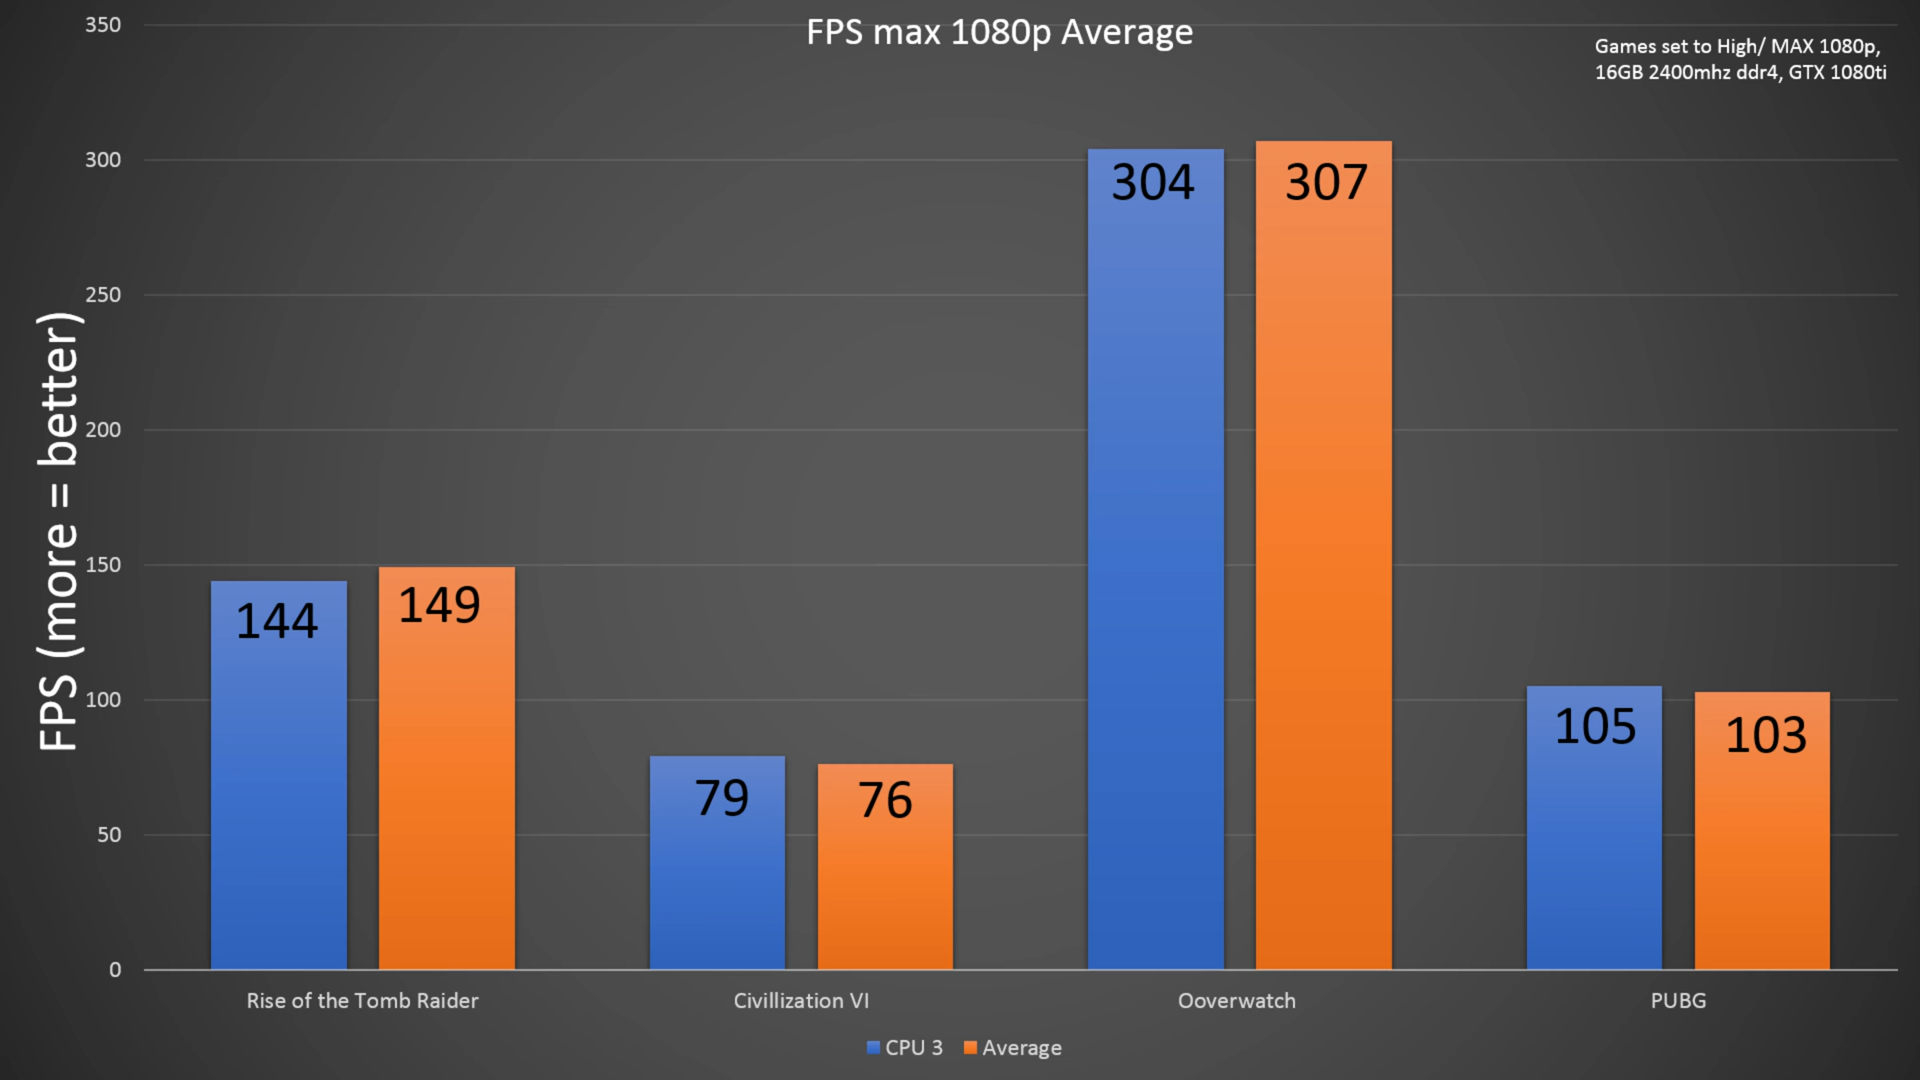 FPS max 1080p Average
Games set to High/ MAX 1080p,
16GB 2400mhz ddr4, GTX 1080ti
FPS (more = better)
350
300
250
200
150
100
50
0
144
149
79
76
304
307
105
103
Rise of the Tomb Raider
Civillization VI
Ooverwatch
PUBG
CPU 3
Average